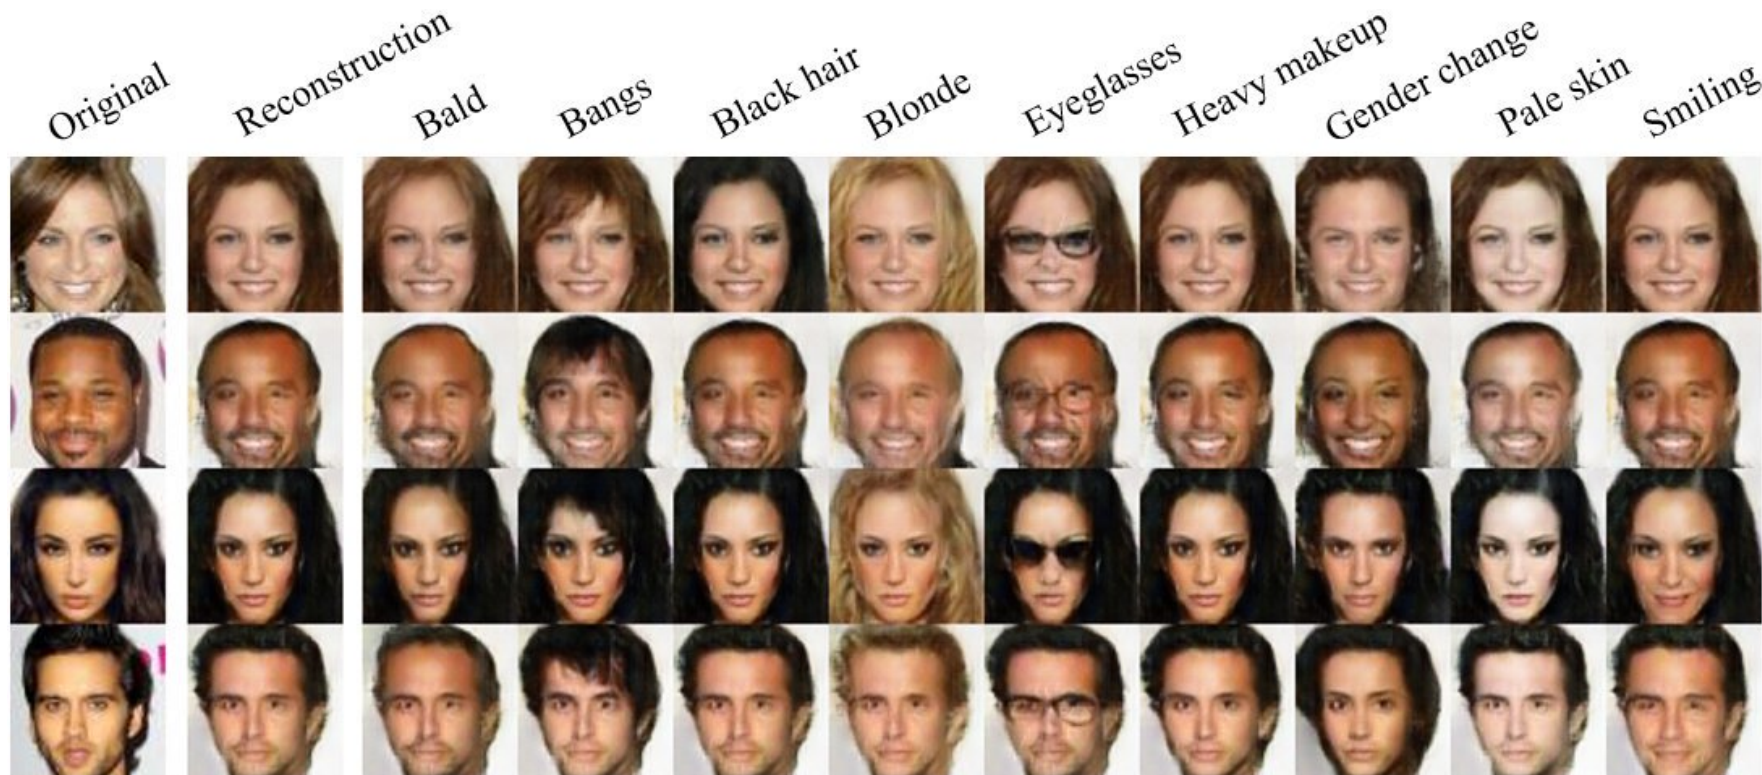 Original
Reconstruction
Bald
Bangs
Black hair
Blonde
Eyeglasses
Heavy makeup
Gender change
Pale skin
Smiling